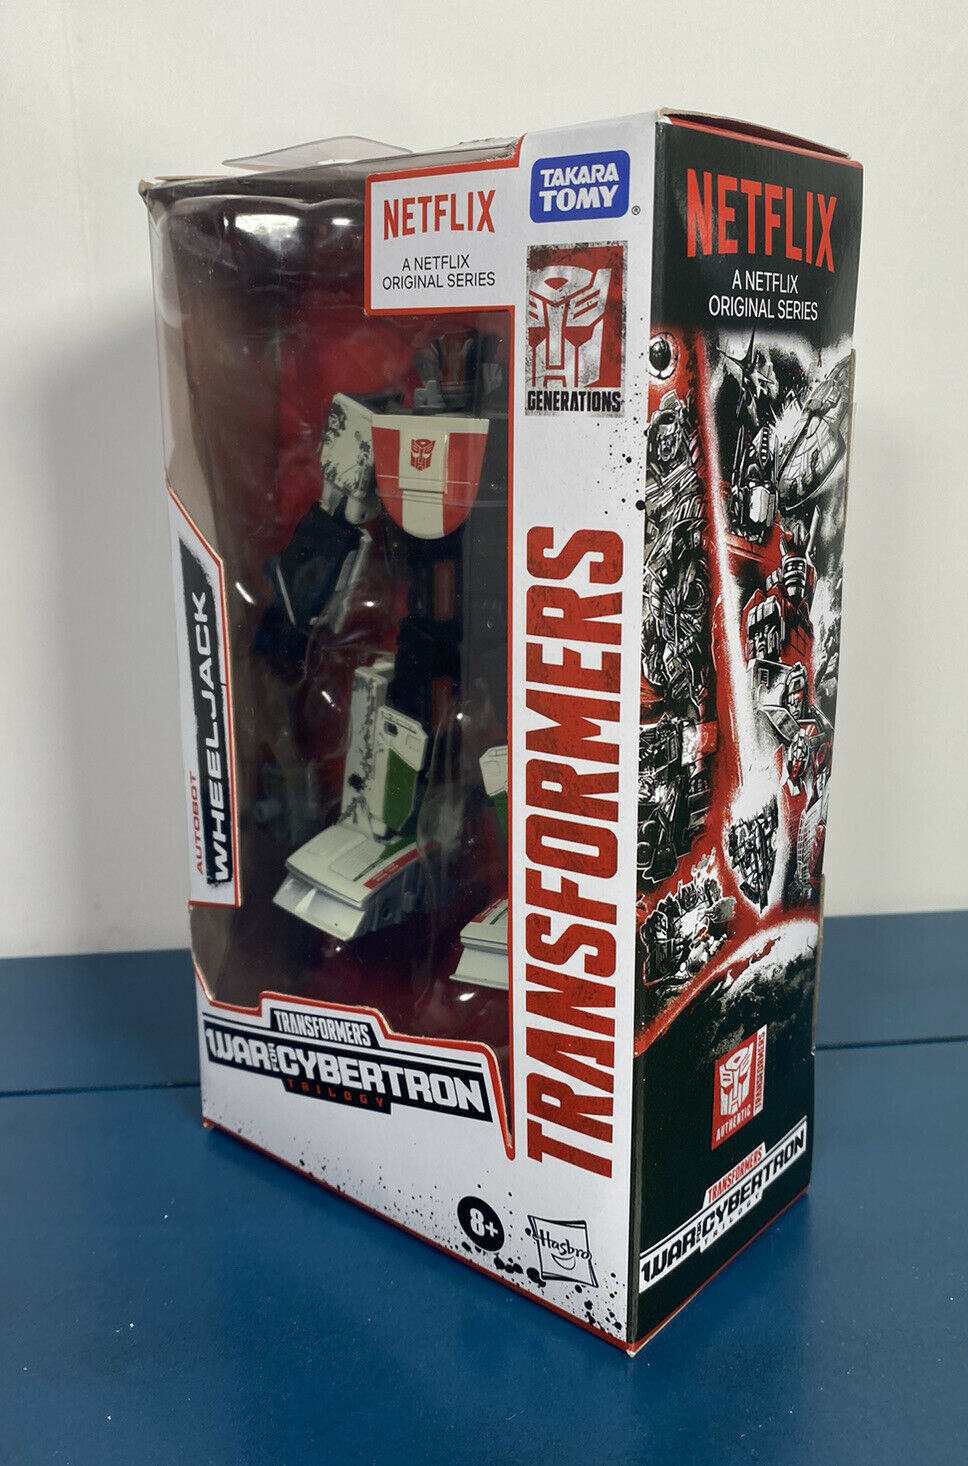 NETFLIX
A NETFLIX
ORIGINAL SERIES
TAKARA
TOMY
®
GENERATIONS
TRANSFORMERS
AUTOBOT
WHEELJACK
TRANSFORMERS
WAR FOR CYBERTRON
TRILOGY
8+
Hasbro
NETFLIX
A NETFLIX
ORIGINAL SERIES
AUTHENTIC
TRANSFORMERS
TRANSFORMERS
WAR FOR CYBERTRON
TRILOGY